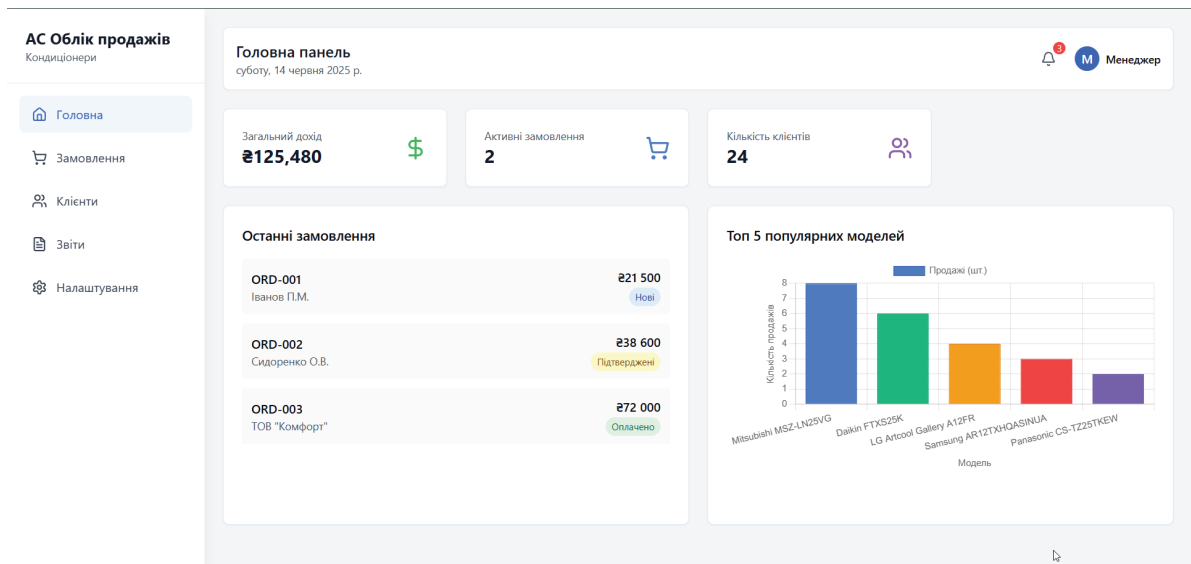 АС Облік продажів
Кондиціонери
Головна
Замовлення
Клієнти
Звіти
Налаштування
Головна панель
суботу, 14 червня 2025 р.
3
М
Менеджер
Загальний дохід
₴125,480
Активні замовлення
2
Кількість клієнтів
24
Останні замовлення
ORD-001
₴21 500
Іванов П.М.
Нові
ORD-002
₴38 600
Сидоренко О.В.
Підтверджені
ORD-003
₴72 000
ТОВ "Комфорт"
Оплачено
Топ 5 популярних моделей
Продажі (шт.)
Кількість продажів
8
7
6
5
4
3
2
1
0
Mitsubishi MSZ-LN25VG
Daikin FTXS25K
LG Artcool Gallery A12FR
Samsung AR12TXHQASINUA
Panasonic CS-TZ25TKEW
Модель